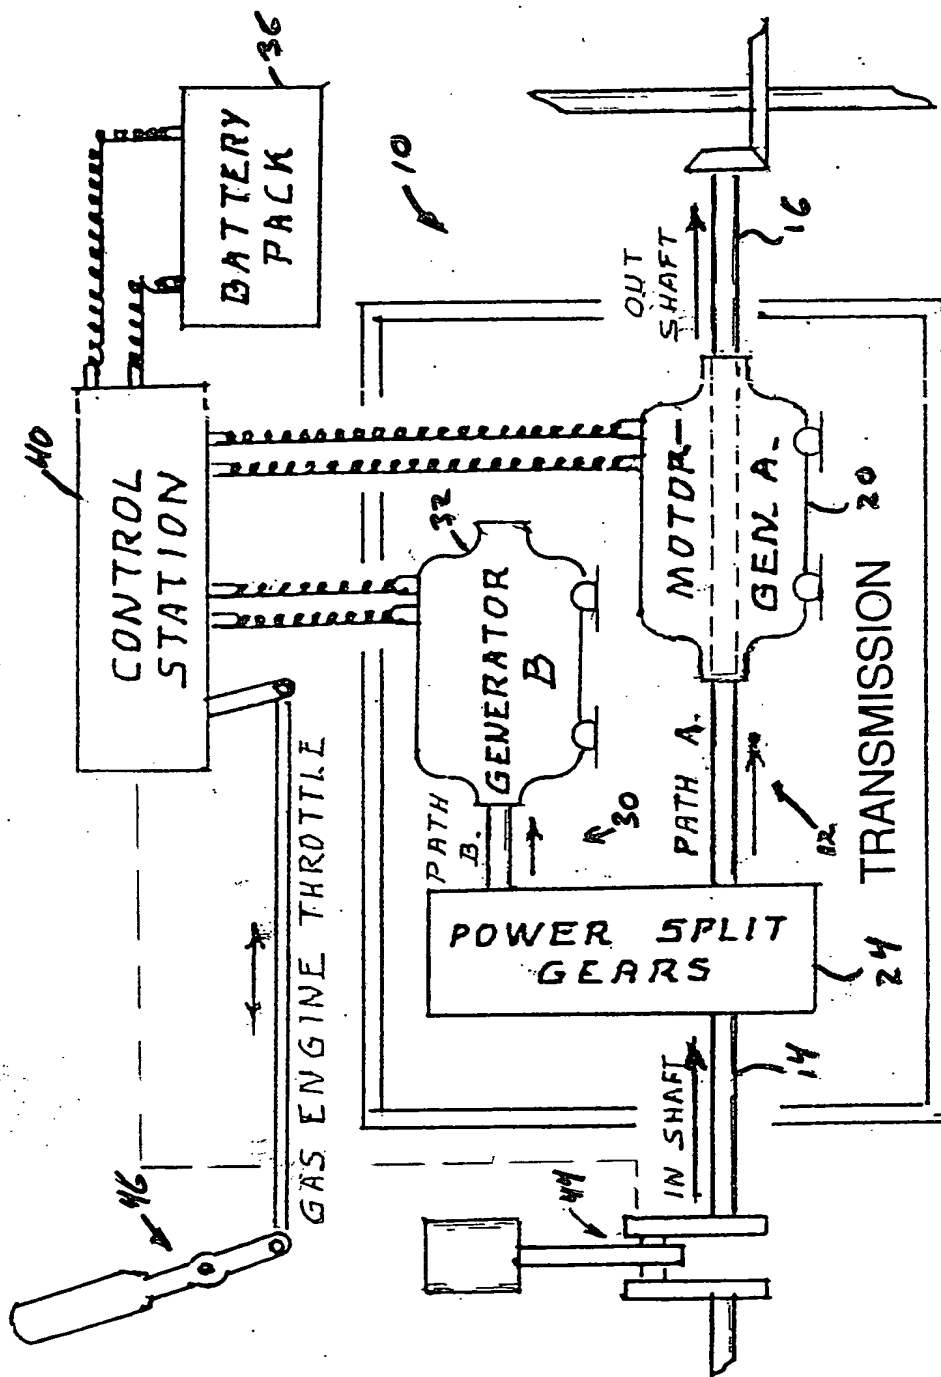 36
BATTERY
PACK
10
40
CONTROL
STATION
OUT
SHAFT
16
32
GENERATOR
B
MOTOR-
GEN. A.
20
TRANSMISSION
PATH
B.
30
PATH A.
12
POWER SPLIT
GEARS
24
GAS ENGINE THROTTLE
46
IN SHAFT
14
44